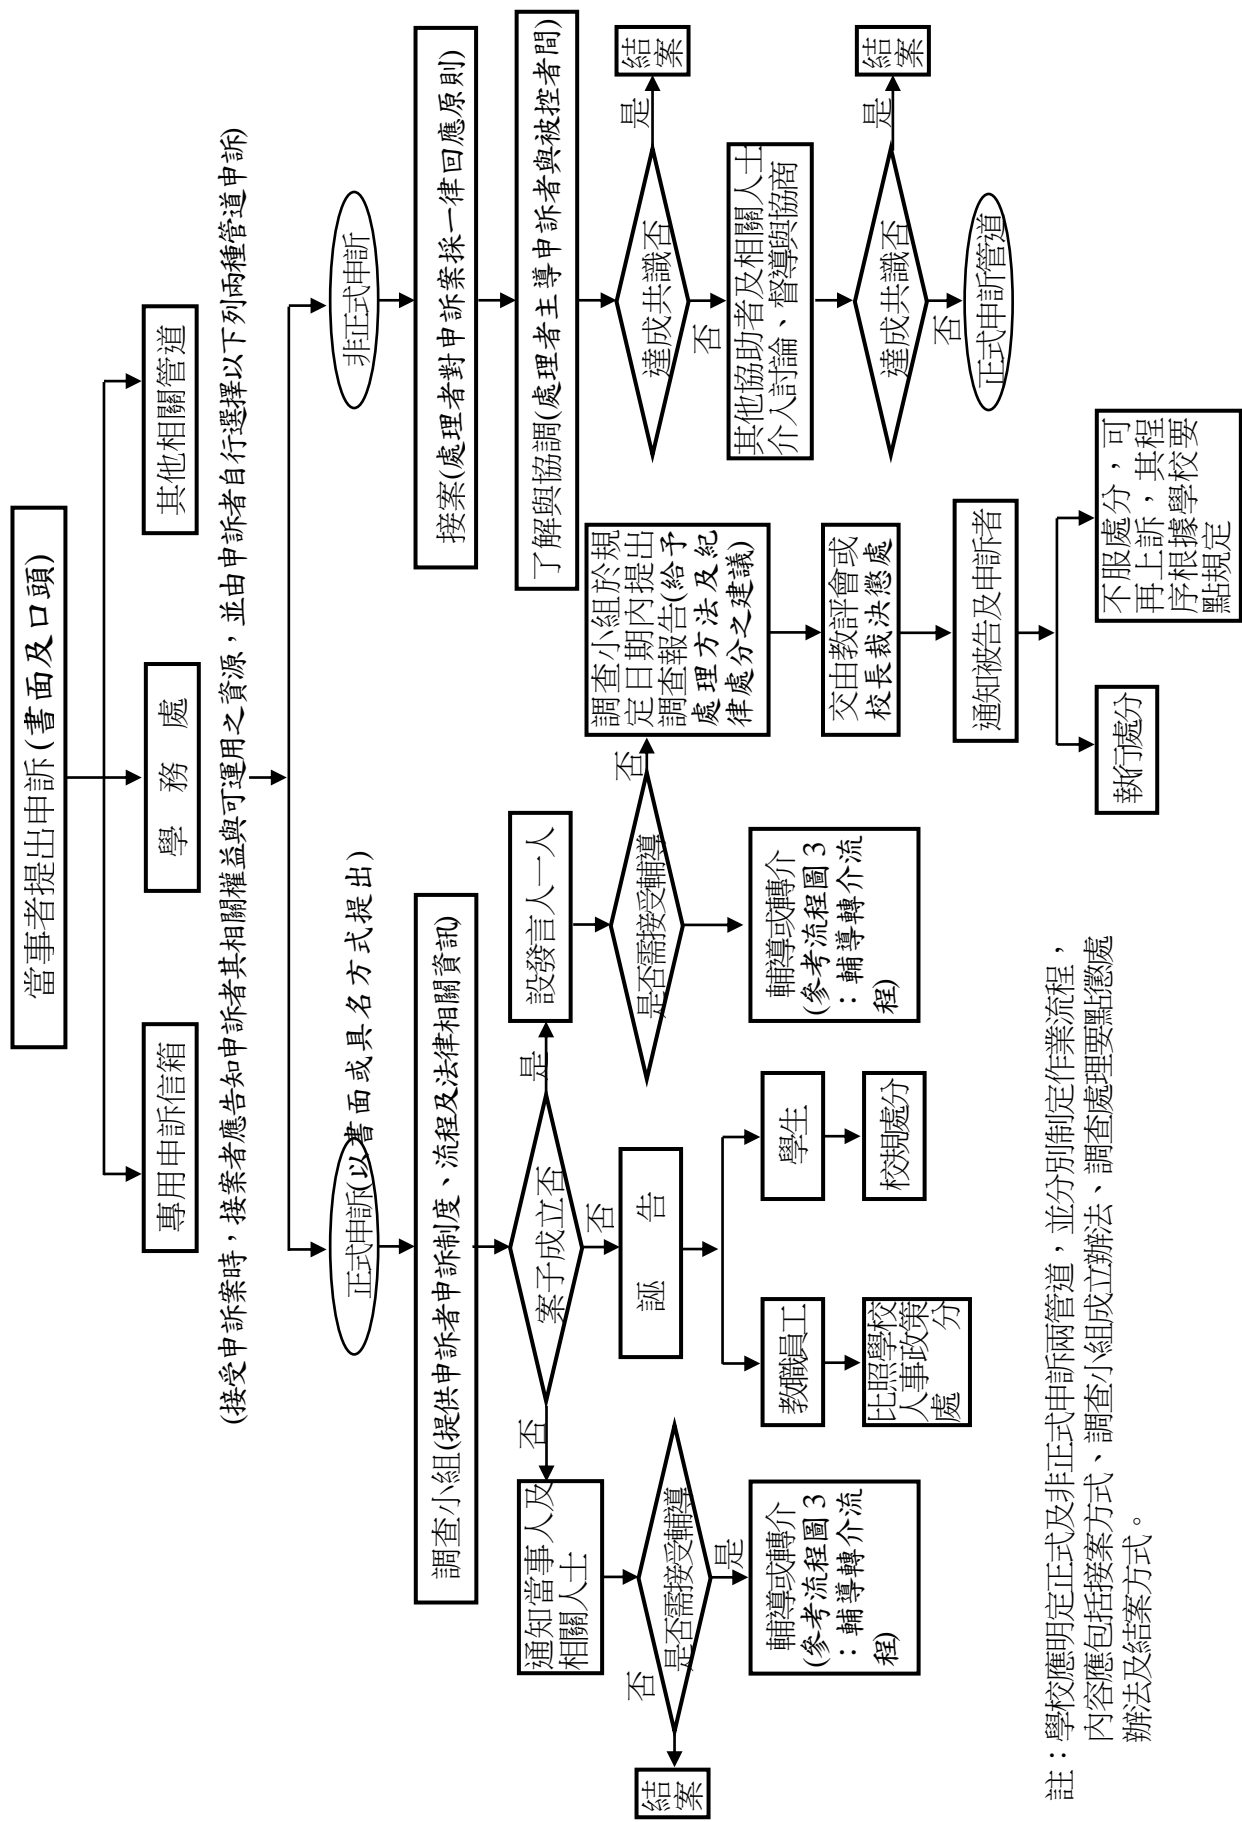 當事者提出申訴(書面及口頭)
專用申訴信箱
學 務 處
其他相關管道
(接受申訴案時，接案者應告知申訴者其相關權益與可運用之資源、並由申訴者自行選擇以下列兩種管道申訴)
正式申訴(以書面或具名方式提出)
非正式申訴
調查小組(提供申訴者申訴制度、流程及法律相關資訊)
接案(處理者對申訴案採一律回應原則)
了解與協調(處理者主導申訴者與被控者間)
案子成立否
否
是
否
通知當事人及
相關人士
是否需接受輔導
否
是
結
案
輔導或轉介
(參考流程圖 3
：輔導轉介流
程)
誣 告
教職員工
學生
比照學校
人事政策
處 分
校規處分
設發言人一人
是否需接受輔導
否
輔導或轉介
(參考流程圖 3
：輔導轉介流
程)
調查小組於規
定日期內提出
調查報告(給予
處理方法及紀
律處分之建議)
交由教評會或
校長裁決懲處
通知被告及申訴者
執行處分
不服處分，可
再上訴，其程
序根據學校要
點規定
達成共識否
是
結
案
否
其他協助者及相關人士
介入討論、督導與協商
達成共識否
是
結
案
否
正式申訴管道
註：學校應明定正式及非正式申訴兩管道，並分別制定作業流程，
內容應包括接案方式、調查小組成立辦法、調查處理要點懲處
辦法及結案方式。